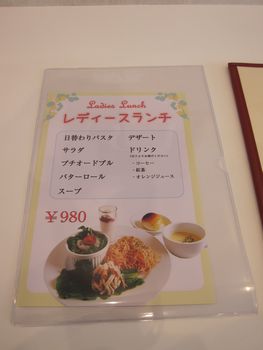 Ladies Lunch
レディースランチ
日替わりパスタ
サラダ
プチオードブル
バターロール
スープ
デザート
ドリンク
・コーヒー
・紅茶
・オレンジジュース
￥980